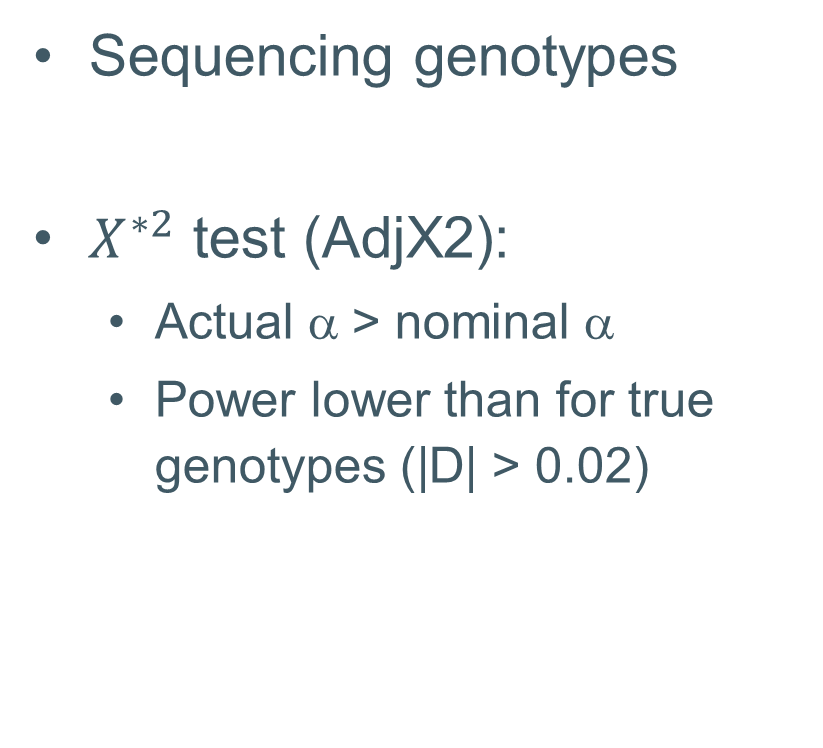 • Sequencing genotypes
• X*² test (AdjX2):
• Actual α > nominal α
• Power lower than for true
genotypes (|D| > 0.02)